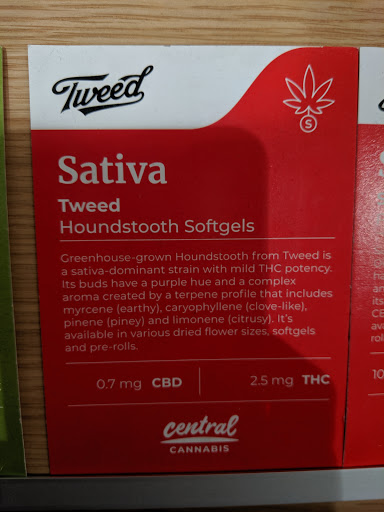 Tweed
S
Sativa
Tweed
Houndstooth Softgels
Greenhouse-grown Houndstooth from Tweed is
a sativa-dominant strain with mild THC potency.
Its buds have a purple hue and a complex
aroma created by a terpene profile that includes
myrcene (earthy), caryophyllene (clove-like),
pinene (piney) and limonene (citrusy). It's
available in various dried flower sizes, softgels
and pre-rolls.
0.7 mg CBD
2.5 mg THC
central
CANNABIS